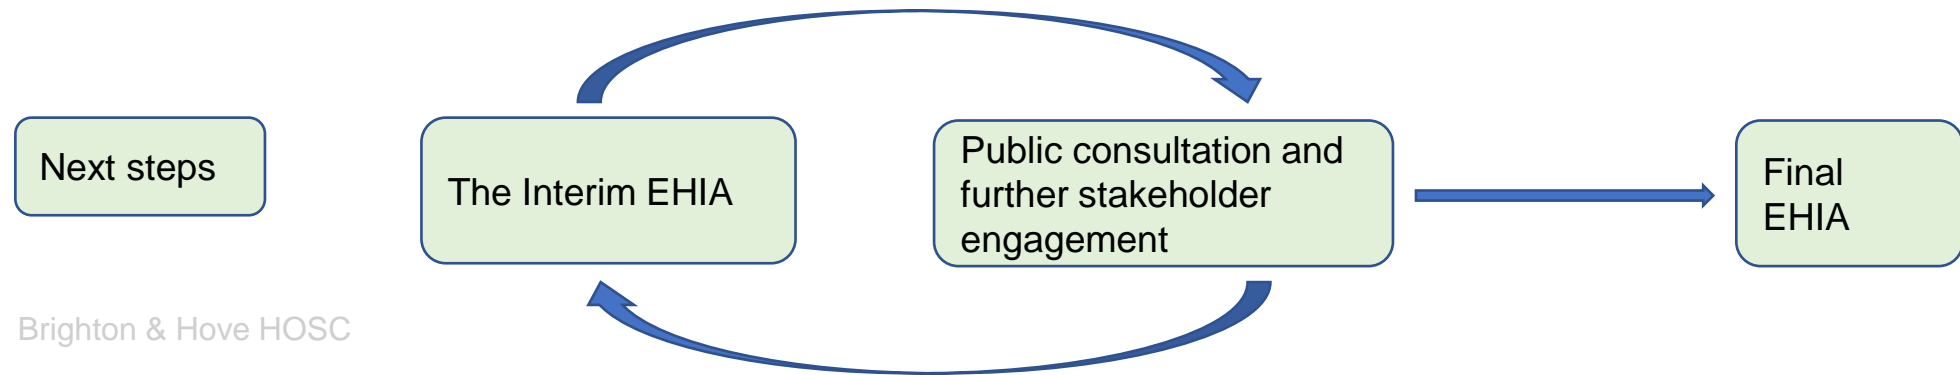 Next steps
The Interim EHIA
Public consultation and
further stakeholder
engagement
Final
EHIA
Brighton & Hove HOSC